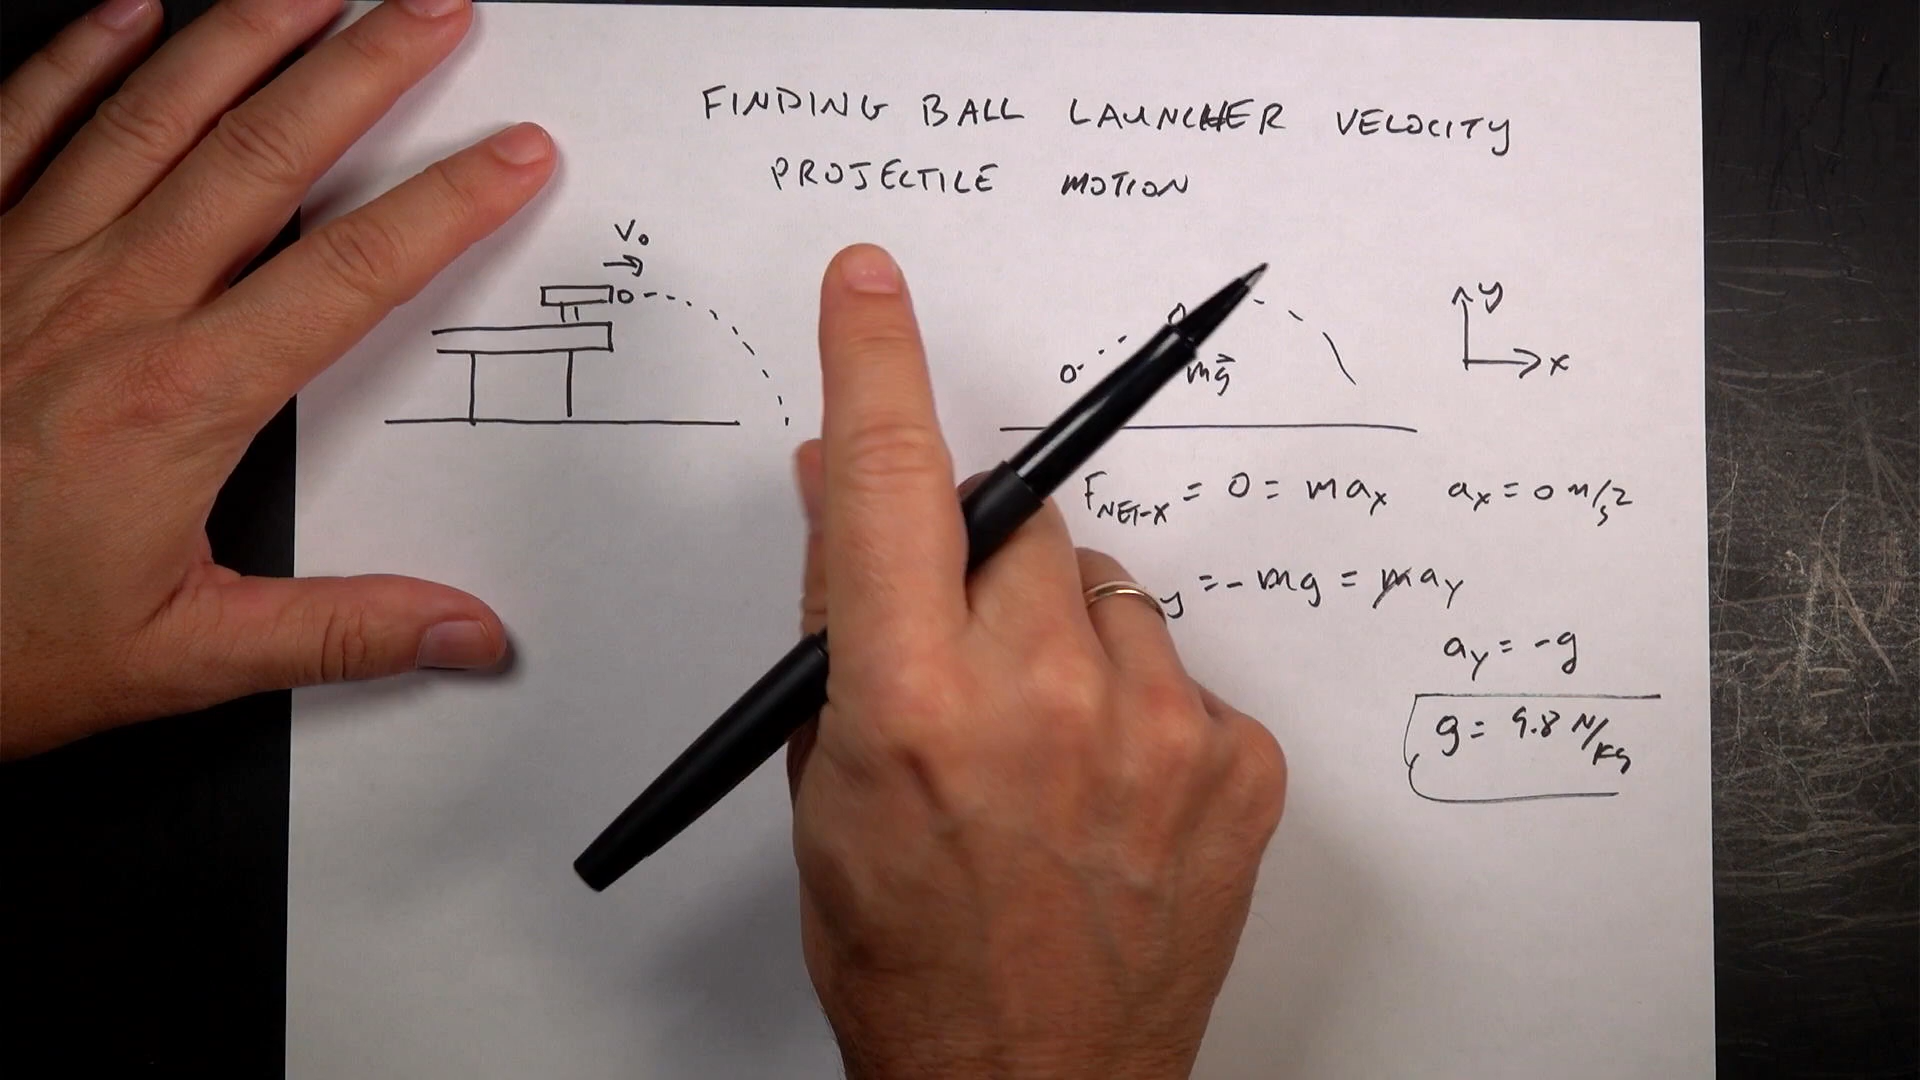 FINDING BALL LAUNCHER VELOCITY
PROJECTILE MOTION
V₀
mg⃗
y
x
F_NET-X = 0 = ma_x a_x = 0 m/s²
y = -mg = ma_y
a_y = -g
g = 9.8 N/kg